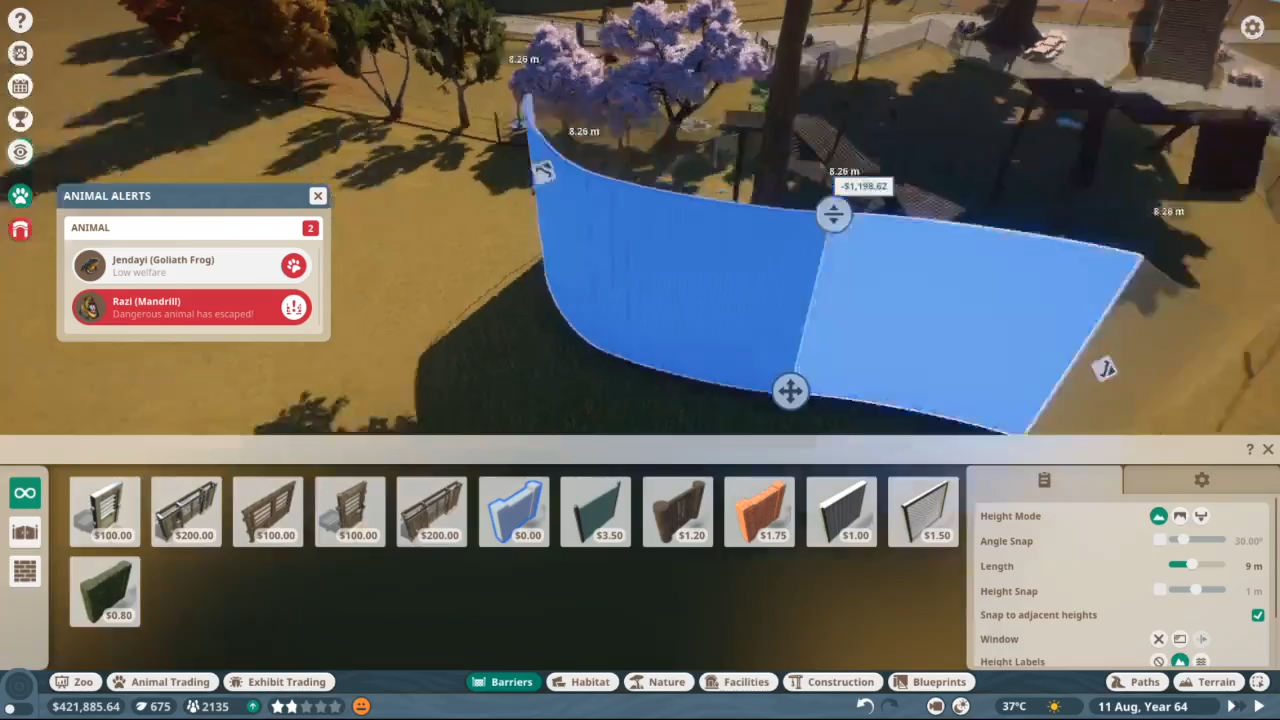 8.26 m
8.26 m
8.26 m
-$1,198.62
8.28 m
ANIMAL ALERTS
ANIMAL
2
Jendayi (Goliath Frog)
Low welfare
Razi (Mandrill)
Dangerous animal has escaped!
$100.00
$200.00
$100.00
$100.00
$200.00
$0.00
$3.50
$1.20
$1.75
$1.00
$1.50
$0.80
?
Height Mode
Angle Snap
30.00°
Length
9 m
Height Snap
1 m
Snap to adjacent heights
Window
Height Labels
Zoo
Animal Trading
Exhibit Trading
Barriers
Habitat
Nature
Facilities
Construction
Blueprints
Paths
Terrain
$421,885.64
675
2135
37°C
11 Aug, Year 64